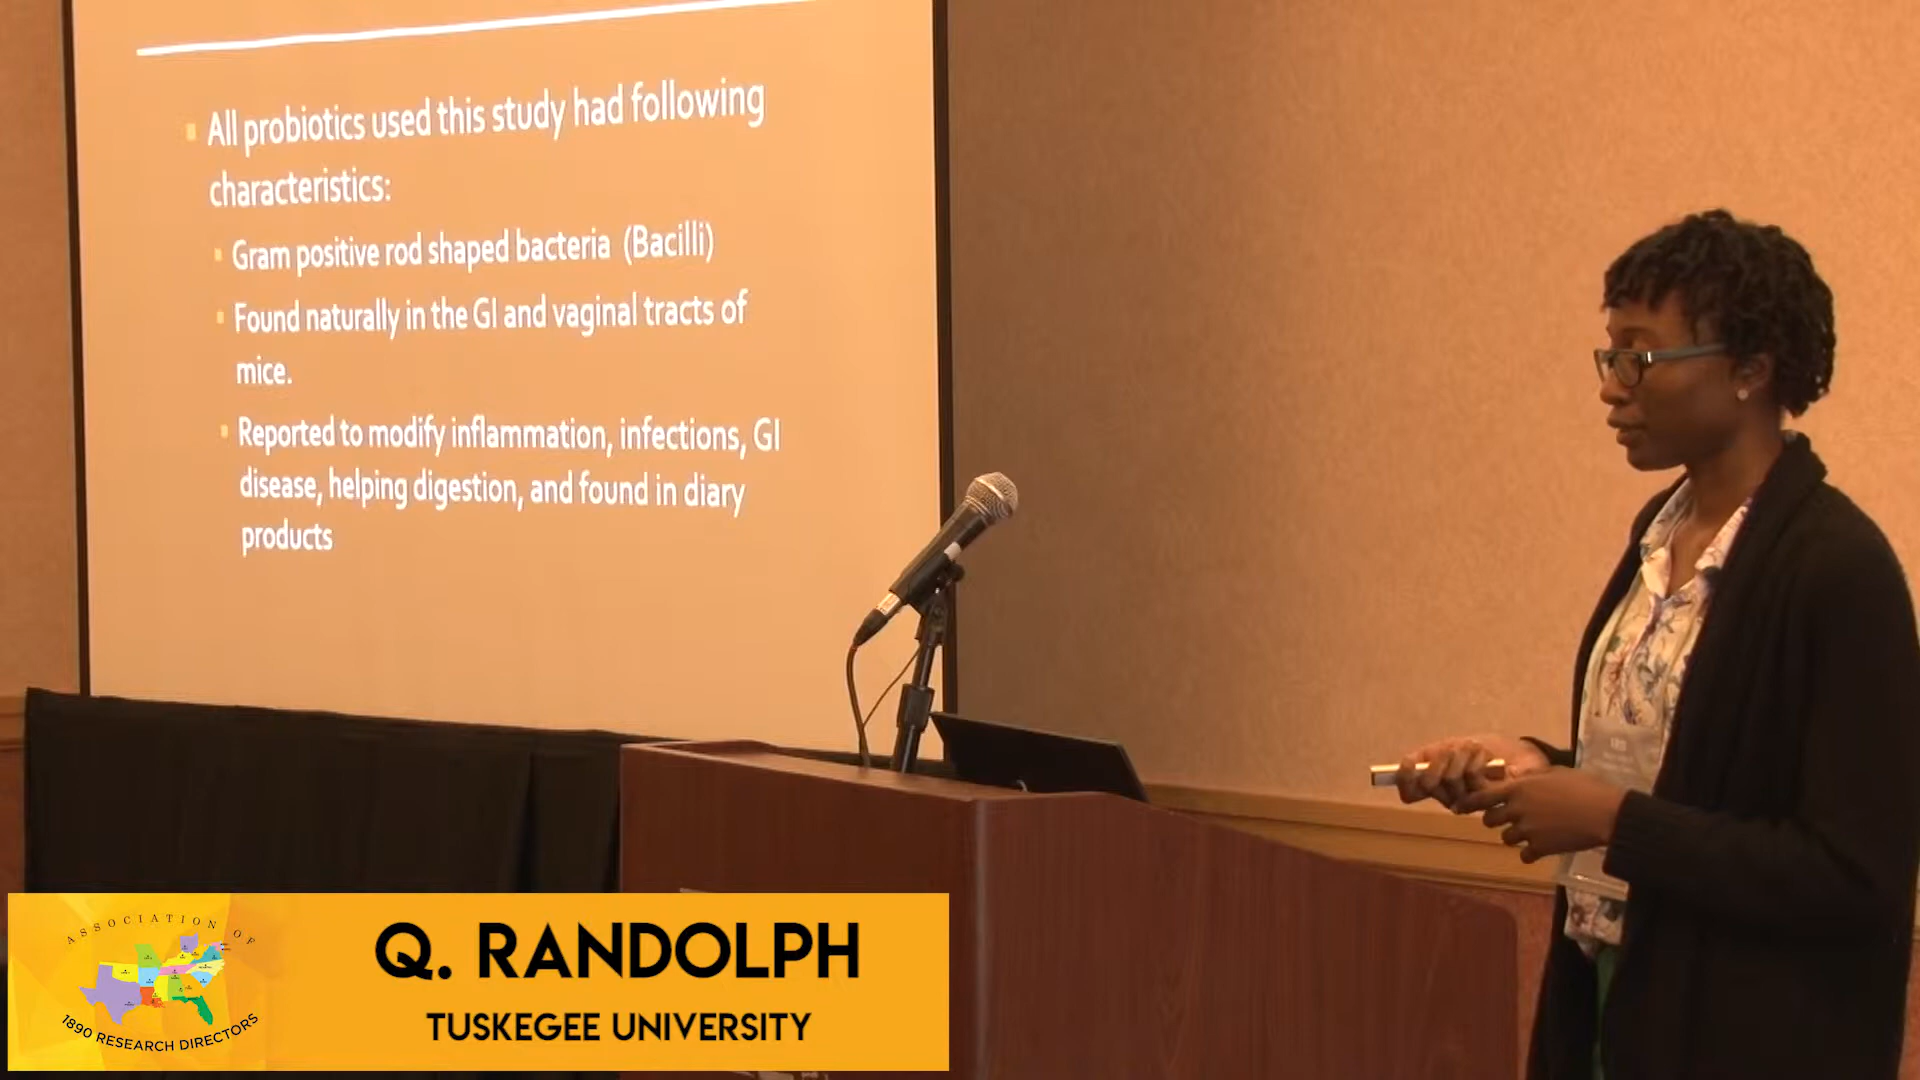 All probiotics used this study had following
characteristics:
Gram positive rod shaped bacteria (Bacilli)
Found naturally in the GI and vaginal tracts of
mice.
Reported to modify inflammation, infections, GI
disease, helping digestion, and found in diary
products
ASSOCIATION OF
1890 RESEARCH DIRECTORS
Q. RANDOLPH
TUSKEGEE UNIVERSITY